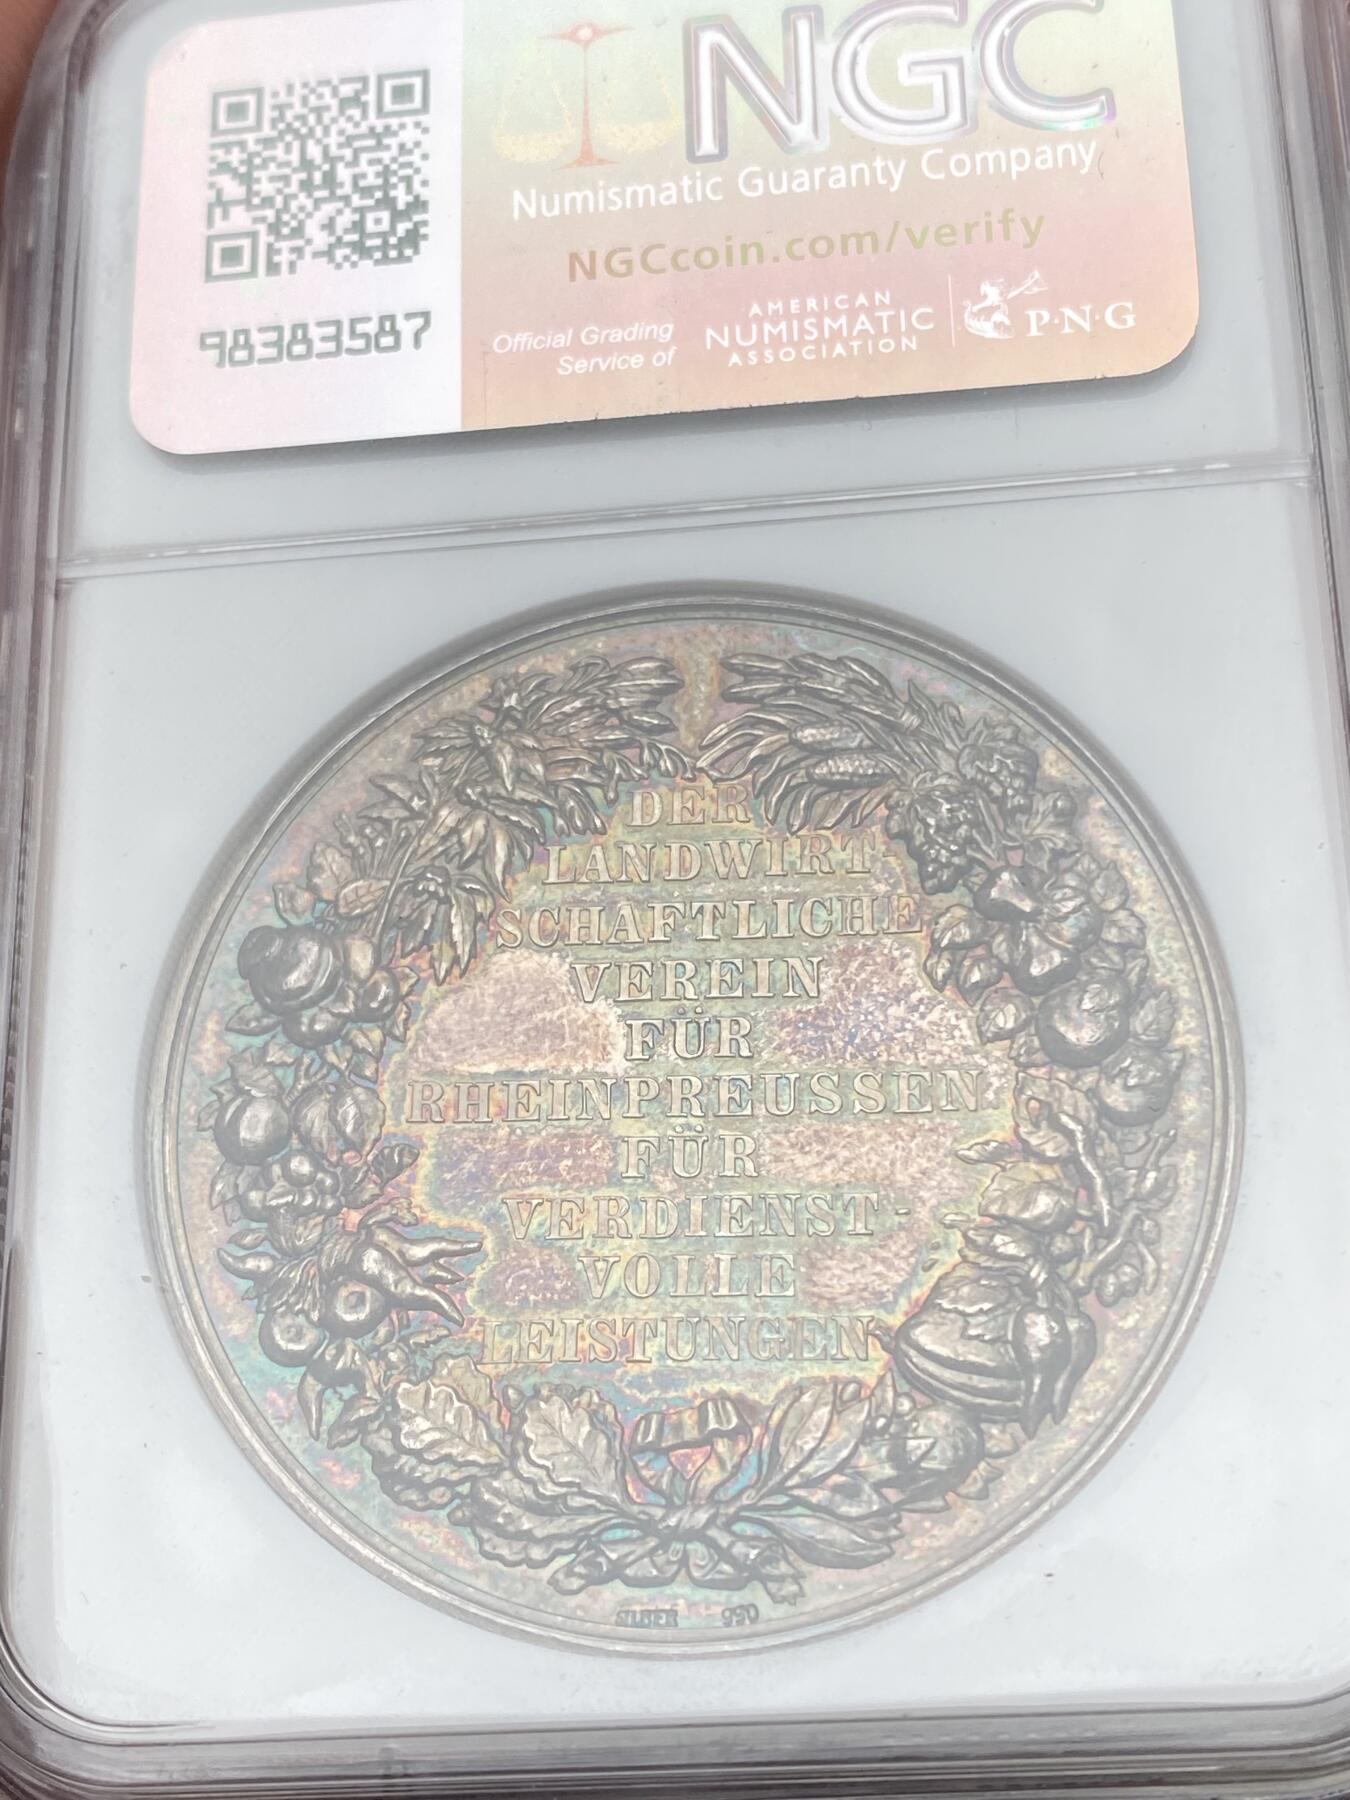 NGC
Numismatic Guaranty Company
NGCcoin.com/verify
98383587
Official Grading
Service of
AMERICAN
NUMISMATIC
ASSOCIATION
P·N·G
DER
LANDWIRT-
SCHAFTLICHE
VEREIN
FÜR
RHEINPREUSSEN
FÜR
VERDIENST-
VOLLE
LEISTUNGEN
SILBER 990